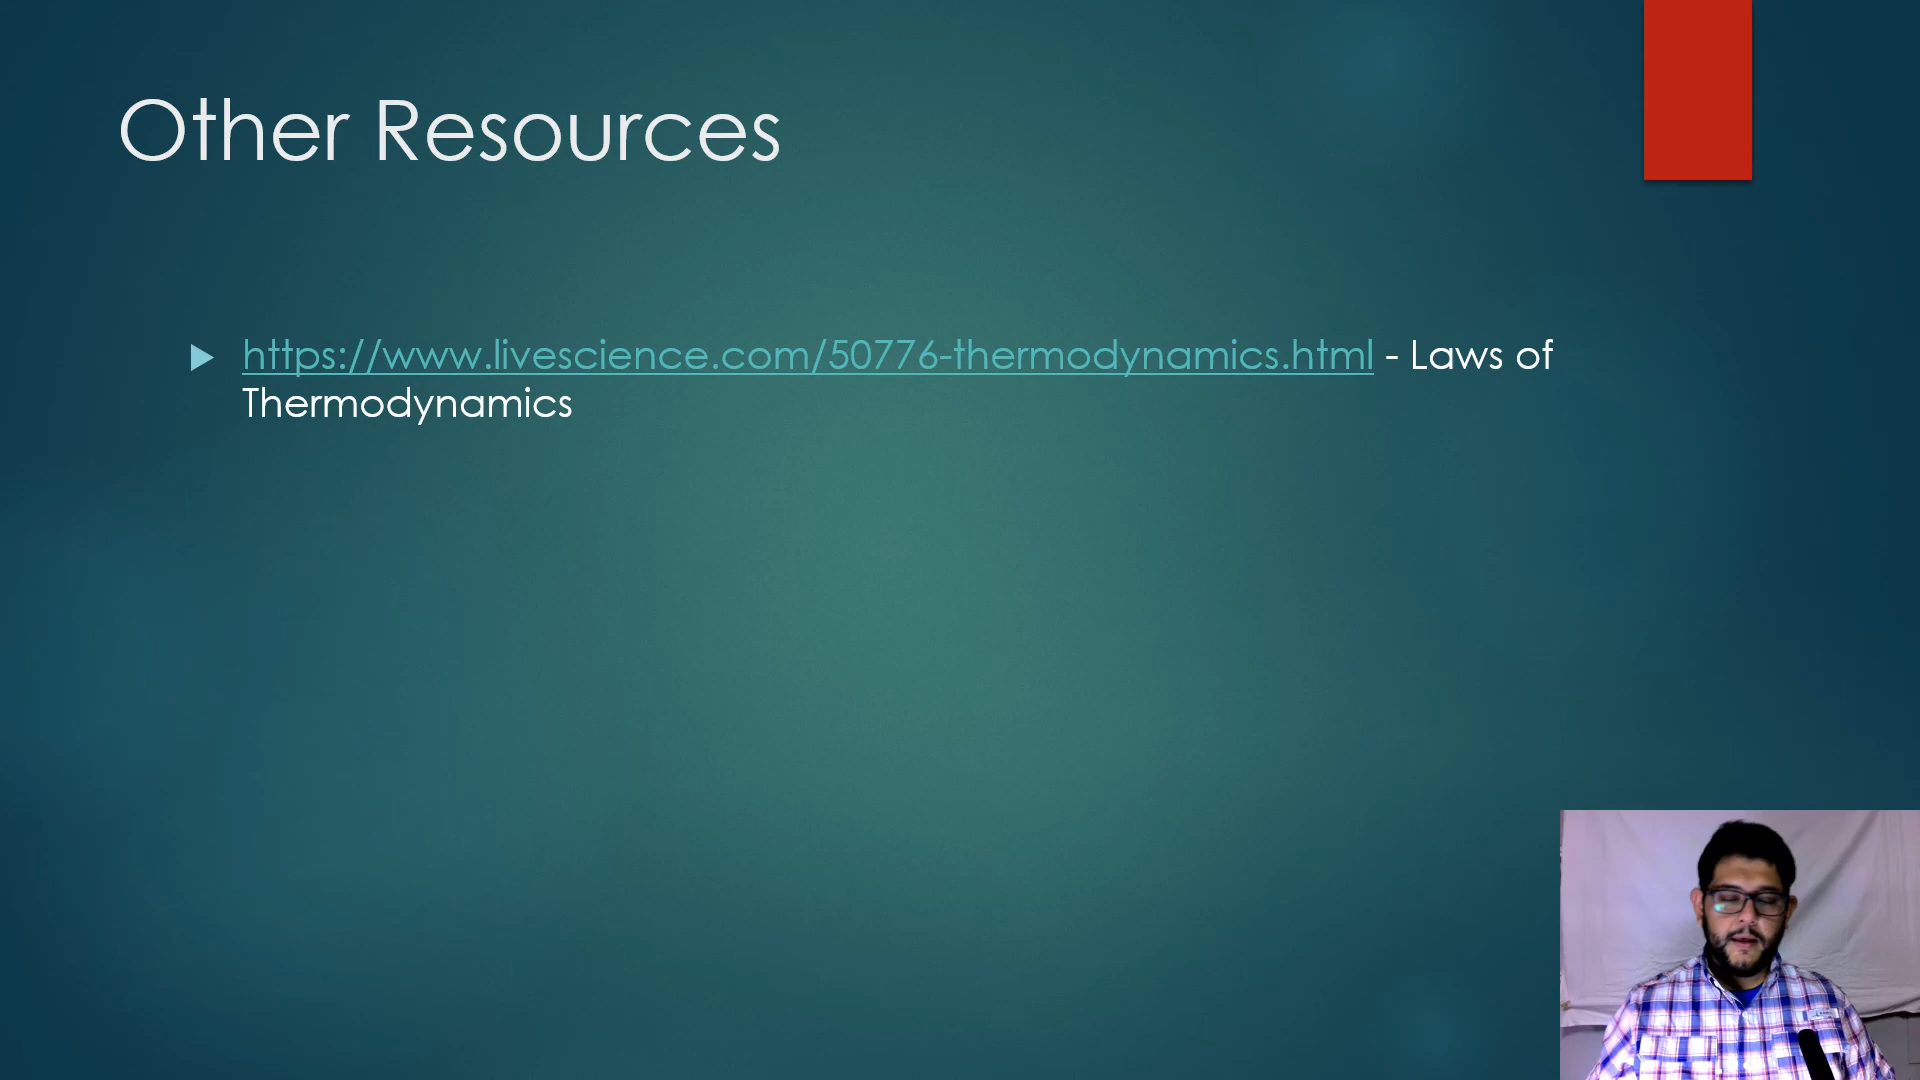 Other Resources
https://www.livescience.com/50776-thermodynamics.html - Laws of
Thermodynamics